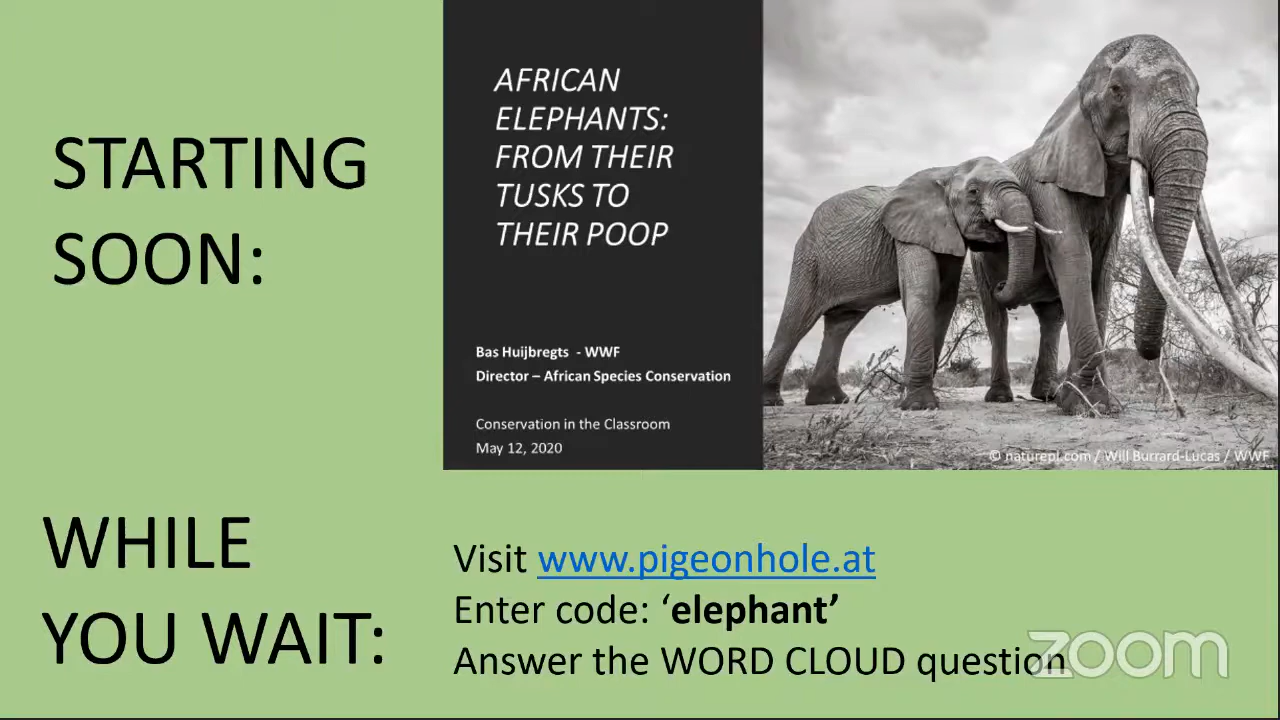 STARTING
SOON:
AFRICAN
ELEPHANTS:
FROM THEIR
TUSKS TO
THEIR POOP
Bas Huijbregts - WWF
Director – African Species Conservation
Conservation in the Classroom
May 12, 2020
© naturepl.com / Will Burrard-Lucas / WWF
WHILE
YOU WAIT:
Visit www.pigeonhole.at
Enter code: ‘elephant’
Answer the WORD CLOUD question
zoom